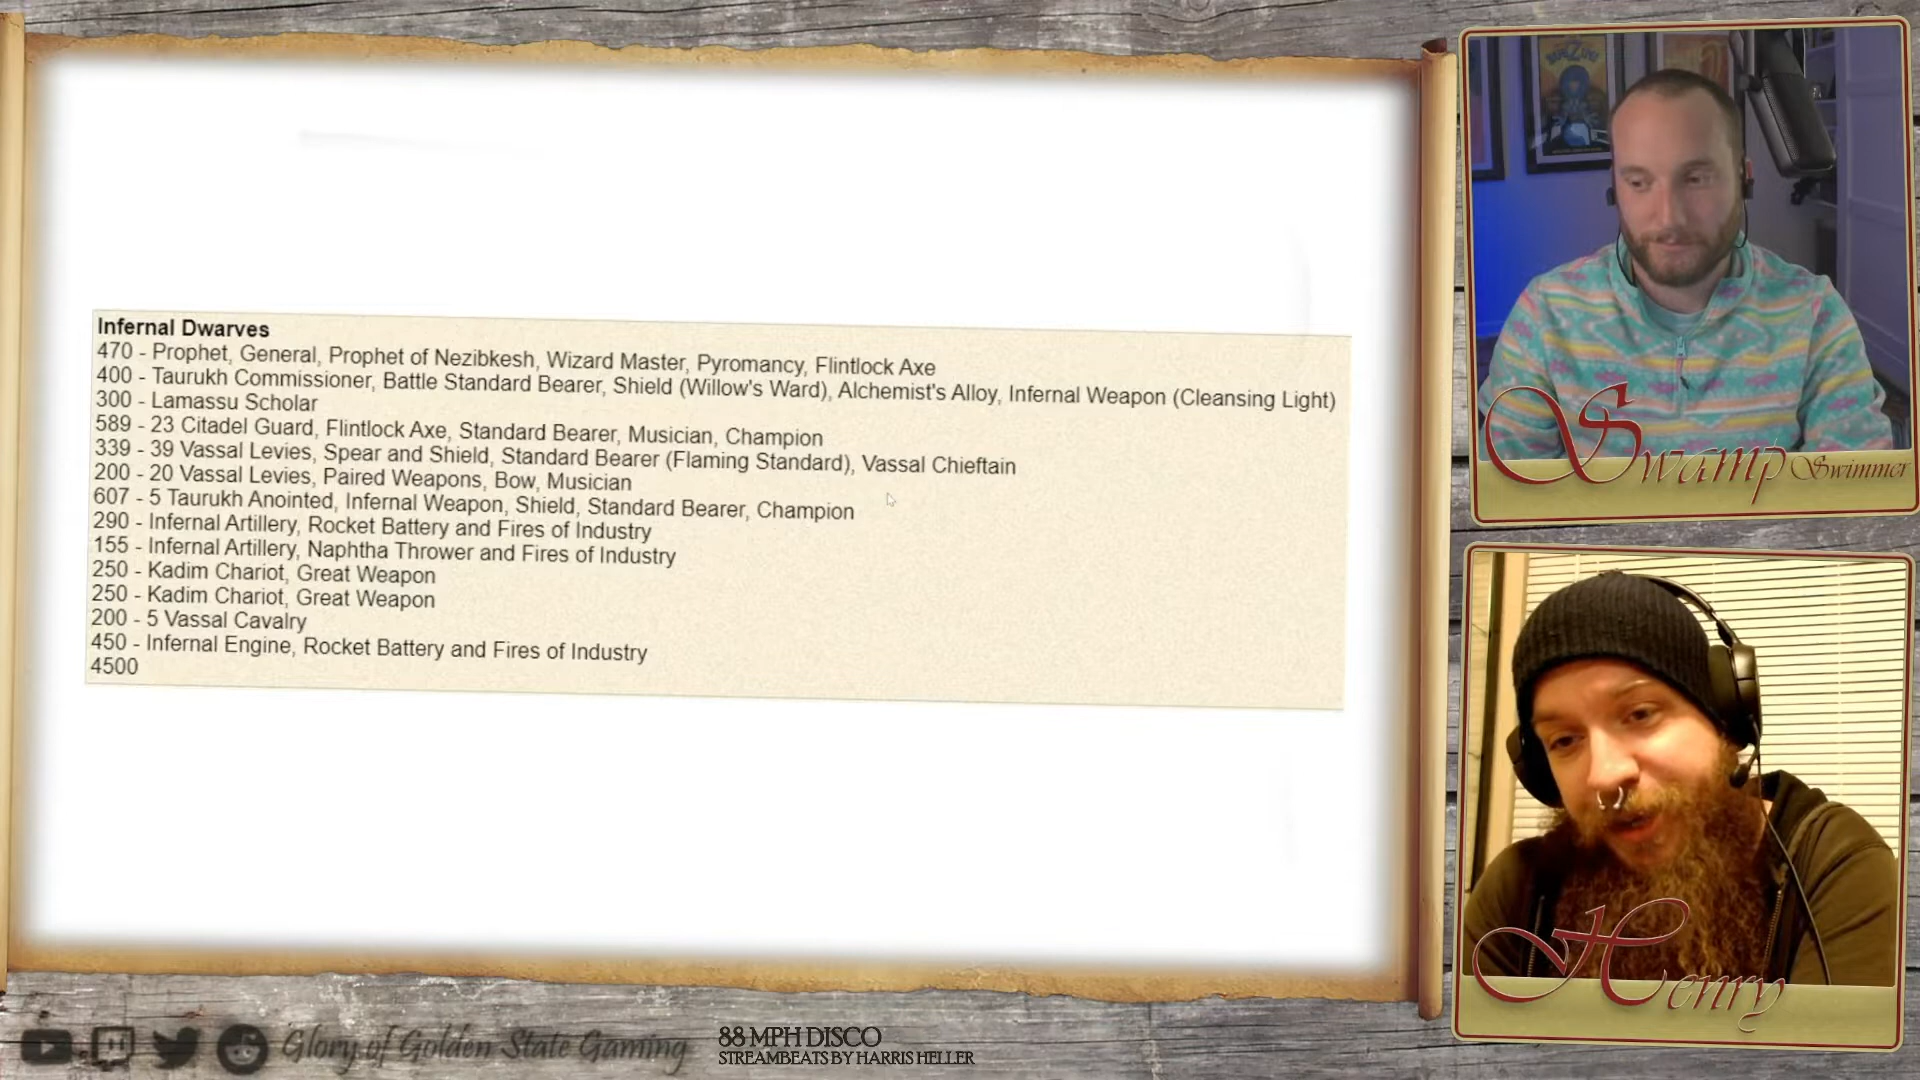 Infernal Dwarves
470 - Prophet, General, Prophet of Nezibkesh, Wizard Master, Pyromancy, Flintlock Axe
400 - Taurukh Commissioner, Battle Standard Bearer, Shield (Willow's Ward), Alchemist's Alloy, Infernal Weapon (Cleansing Light)
300 - Lamassu Scholar
589 - 23 Citadel Guard, Flintlock Axe, Standard Bearer, Musician, Champion
339 - 39 Vassal Levies, Spear and Shield, Standard Bearer (Flaming Standard), Vassal Chieftain
200 - 20 Vassal Levies, Paired Weapons, Bow, Musician
607 - 5 Taurukh Anointed, Infernal Weapon, Shield, Standard Bearer, Champion
290 - Infernal Artillery, Rocket Battery and Fires of Industry
155 - Infernal Artillery, Naphtha Thrower and Fires of Industry
250 - Kadim Chariot, Great Weapon
250 - Kadim Chariot, Great Weapon
200 - 5 Vassal Cavalry
450 - Infernal Engine, Rocket Battery and Fires of Industry
4500
Swamp Swimmer
Henry
Glory of Golden State Gaming
88 MPH DISCO
STREAMBEATS BY HARRIS HELLER